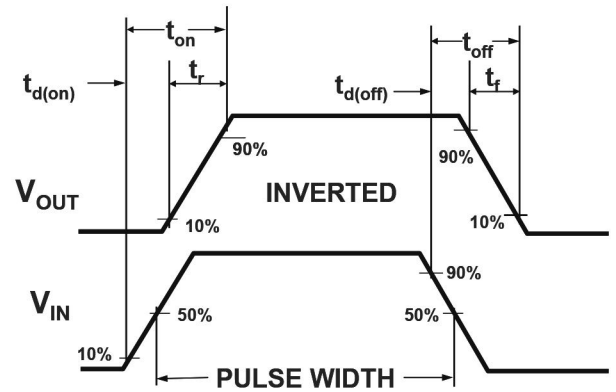 t_on
t_off
t_d(on)
t_r
t_d(off)
t_f
90%
90%
V_OUT
INVERTED
10%
10%
90%
V_IN
50%
50%
10%
PULSE WIDTH